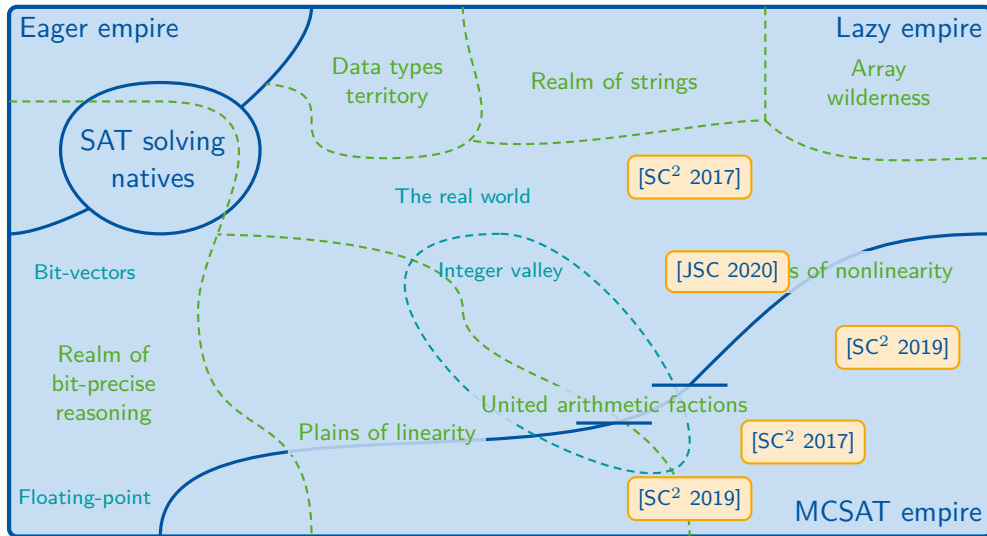 Eager empire
Lazy empire
Data types
territory
Realm of strings
Array
wilderness
SAT solving
natives
[SC² 2017]
The real world
Bit-vectors
Integer valley
[JSC 2020]
s of nonlinearity
Realm of
bit-precise
reasoning
[SC² 2019]
United arithmetic factions
Plains of linearity
[SC² 2017]
Floating-point
[SC² 2019]
MCSAT empire